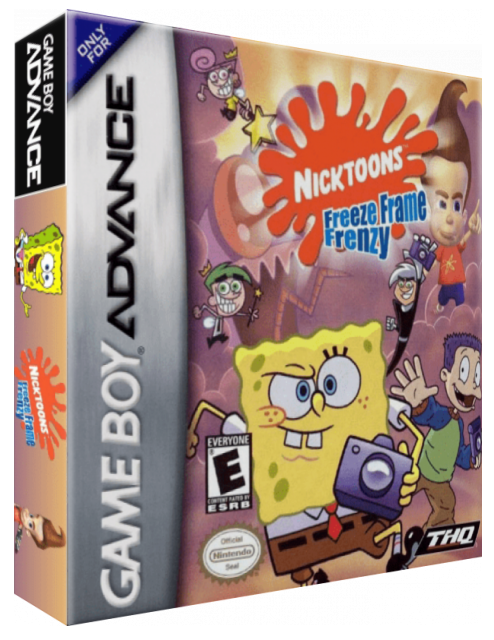 GAME BOY
ADVANCE
NICKTOONS
Freeze Frame
Frenzy
ONLY
FOR
GAME BOY ADVANCE
NICKTOONS
Freeze Frame
Frenzy
EVERYONE
E
CONTENT RATED BY
ESRB
Official
Nintendo
Seal
THQ